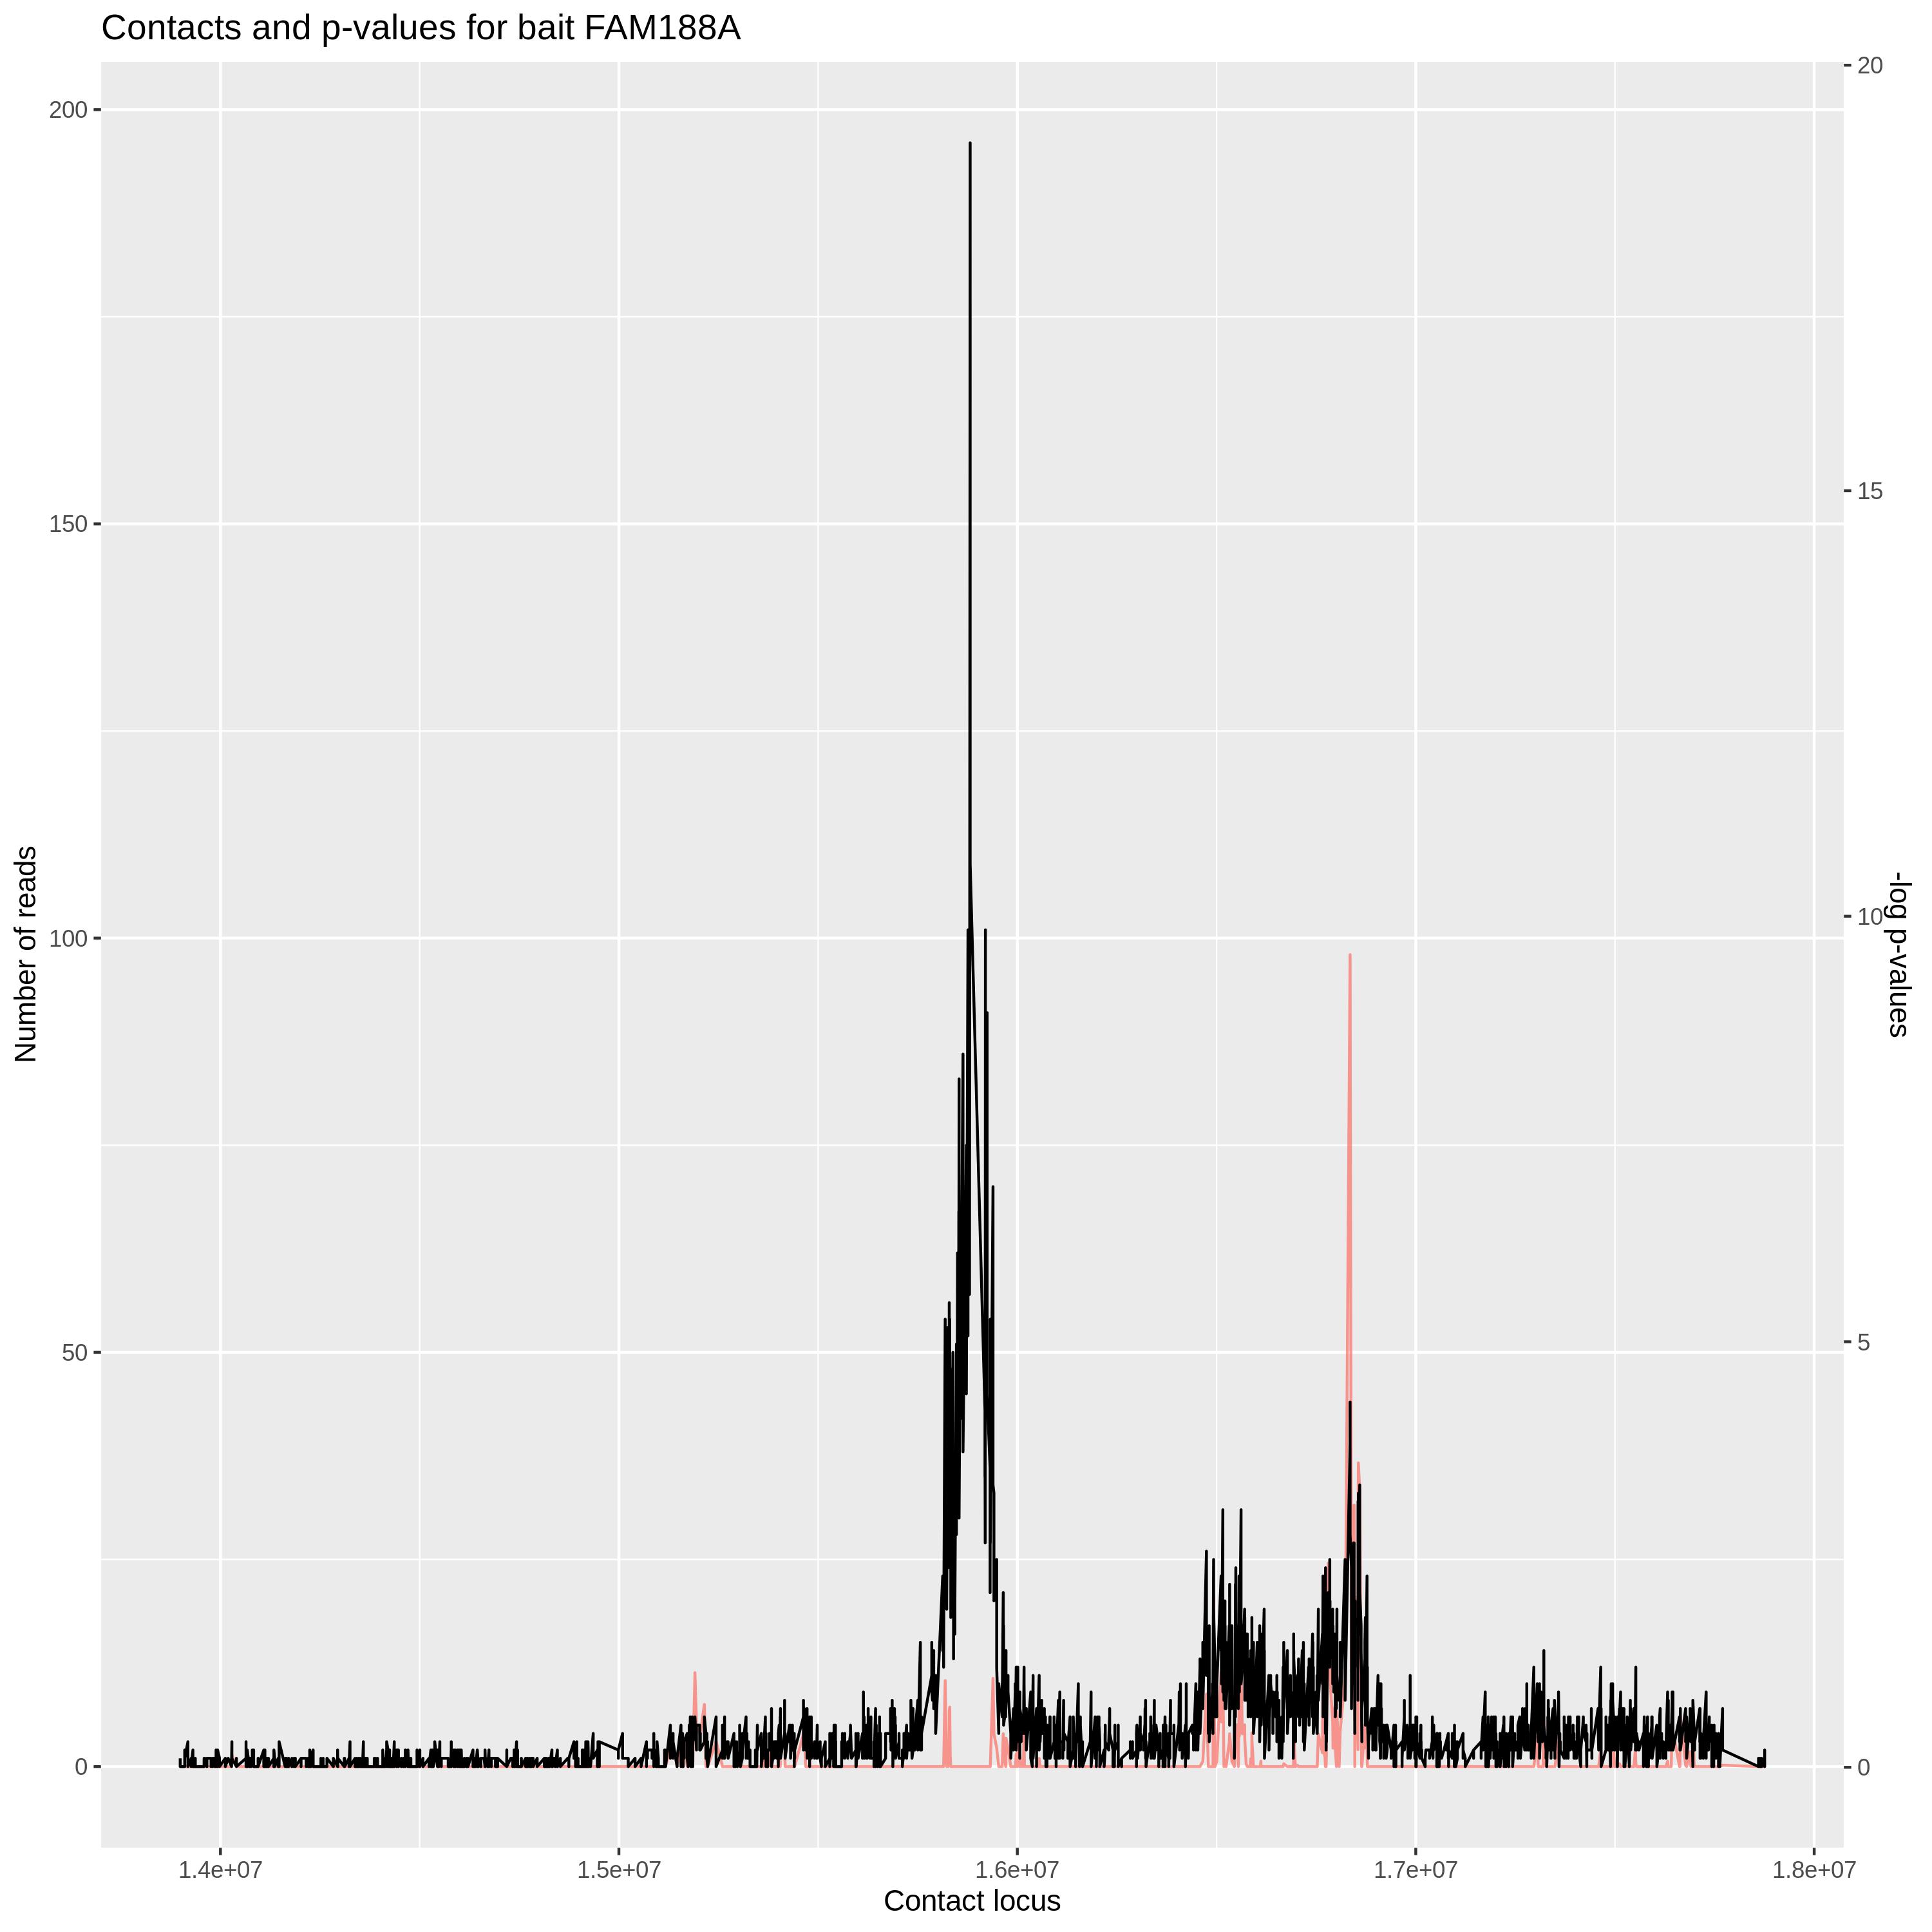 Contacts and p-values for bait FAM188A
200
150
100
50
0
Number of reads
20
15
10
5
0
-log p-values
1.4e+07
1.5e+07
1.6e+07
1.7e+07
1.8e+07
Contact locus